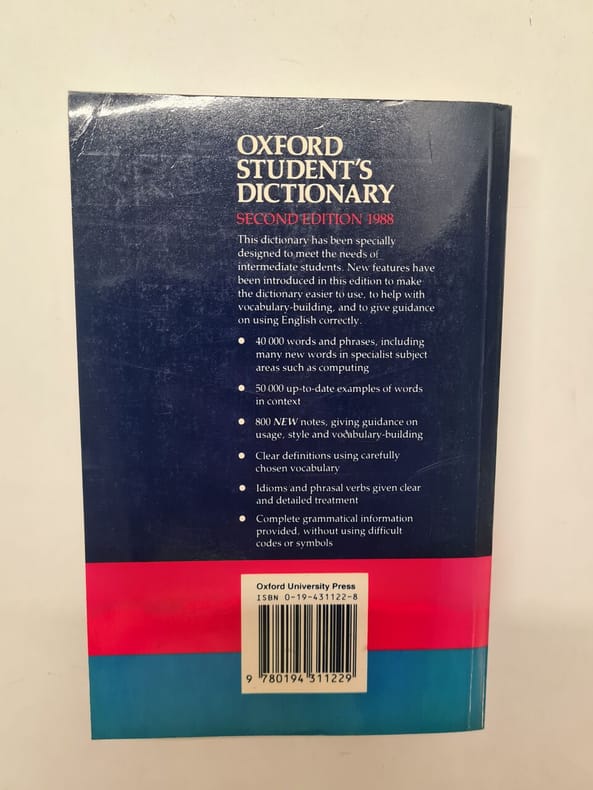 OXFORD
STUDENT'S
DICTIONARY
SECOND EDITION 1988
This dictionary has been specially
designed to meet the needs of
intermediate students. New features have
been introduced in this edition to make
the dictionary easier to use, to help with
vocabulary-building, and to give guidance
on using English correctly.
● 40 000 words and phrases, including
many new words in specialist subject
areas such as computing
● 50 000 up-to-date examples of words
in context
● 800 NEW notes, giving guidance on
usage, style and vocabulary-building
● Clear definitions using carefully
chosen vocabulary
● Idioms and phrasal verbs given clear
and detailed treatment
● Complete grammatical information
provided, without using difficult
codes or symbols
Oxford University Press
ISBN 0-19-431122-8
9 780194 311229